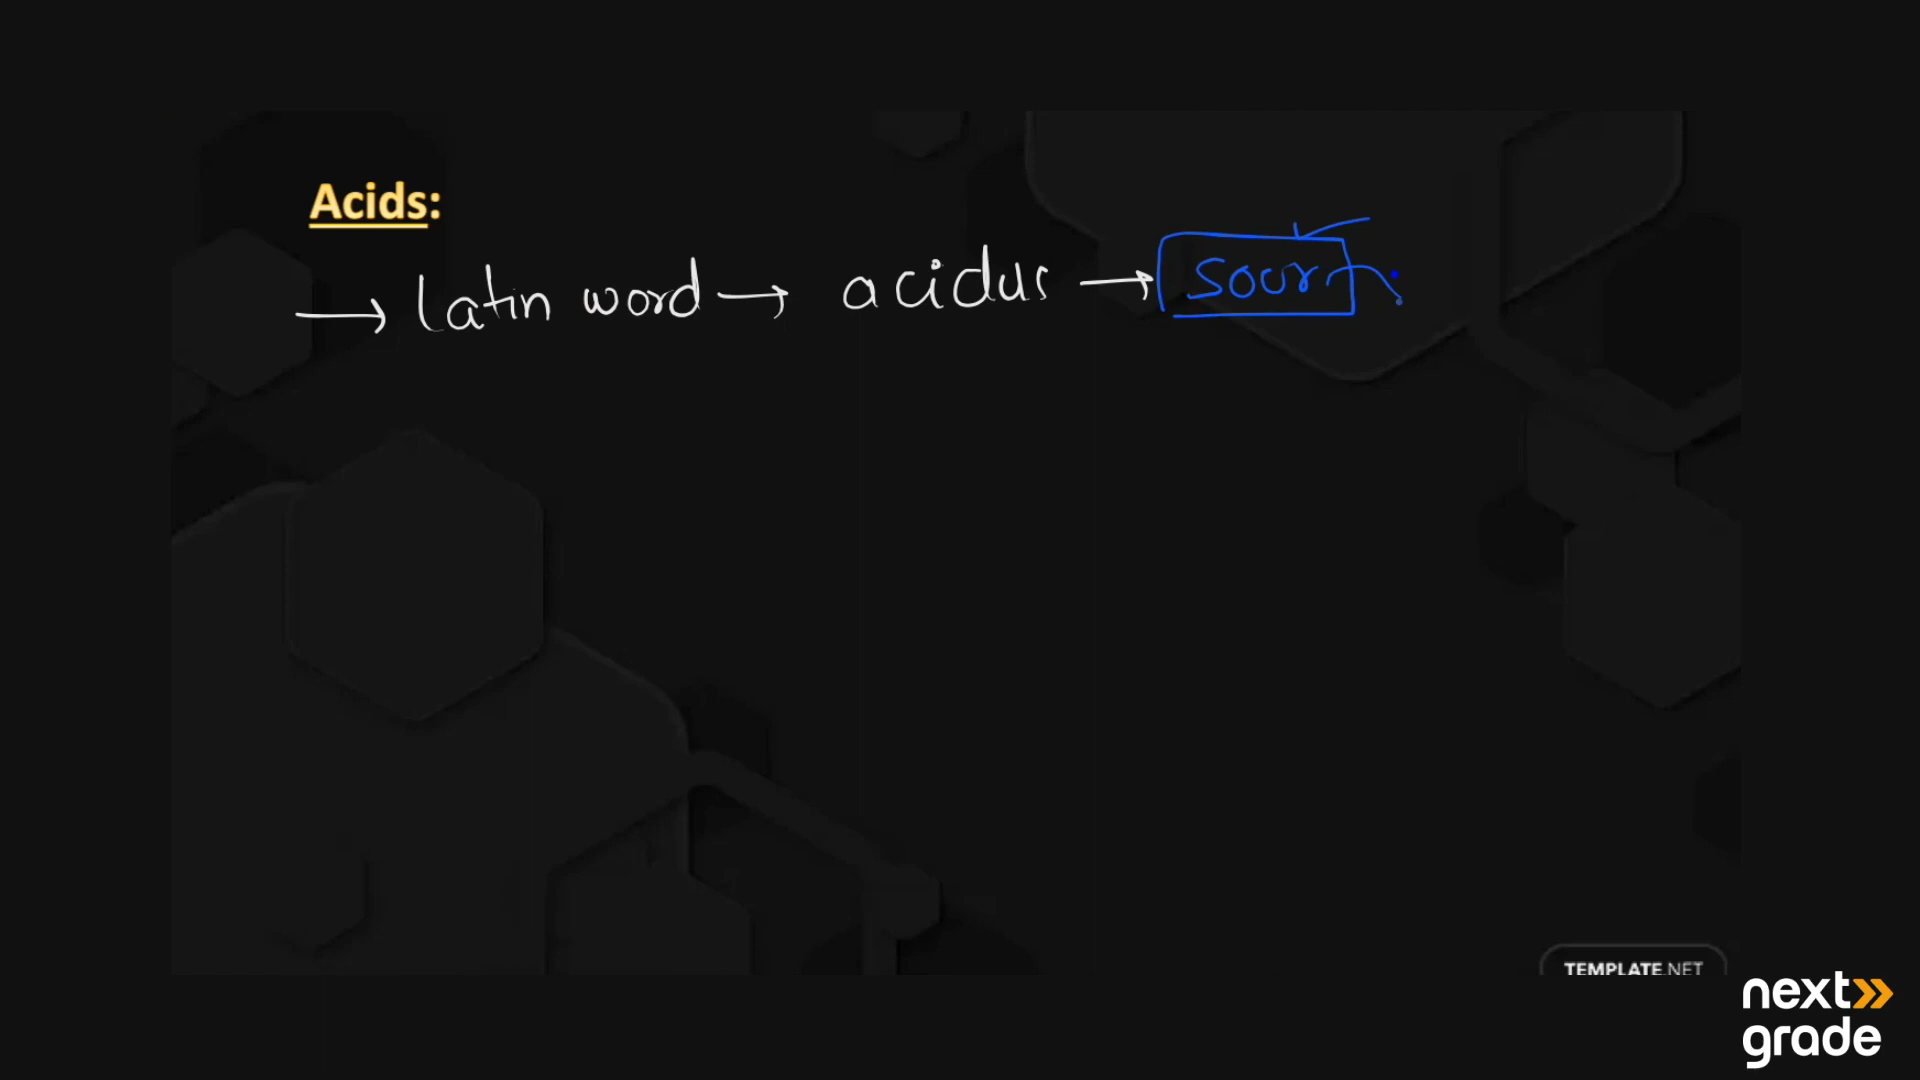 Acids:
→ Latin word → acidus → sour
TEMPLATE.NET
next
grade